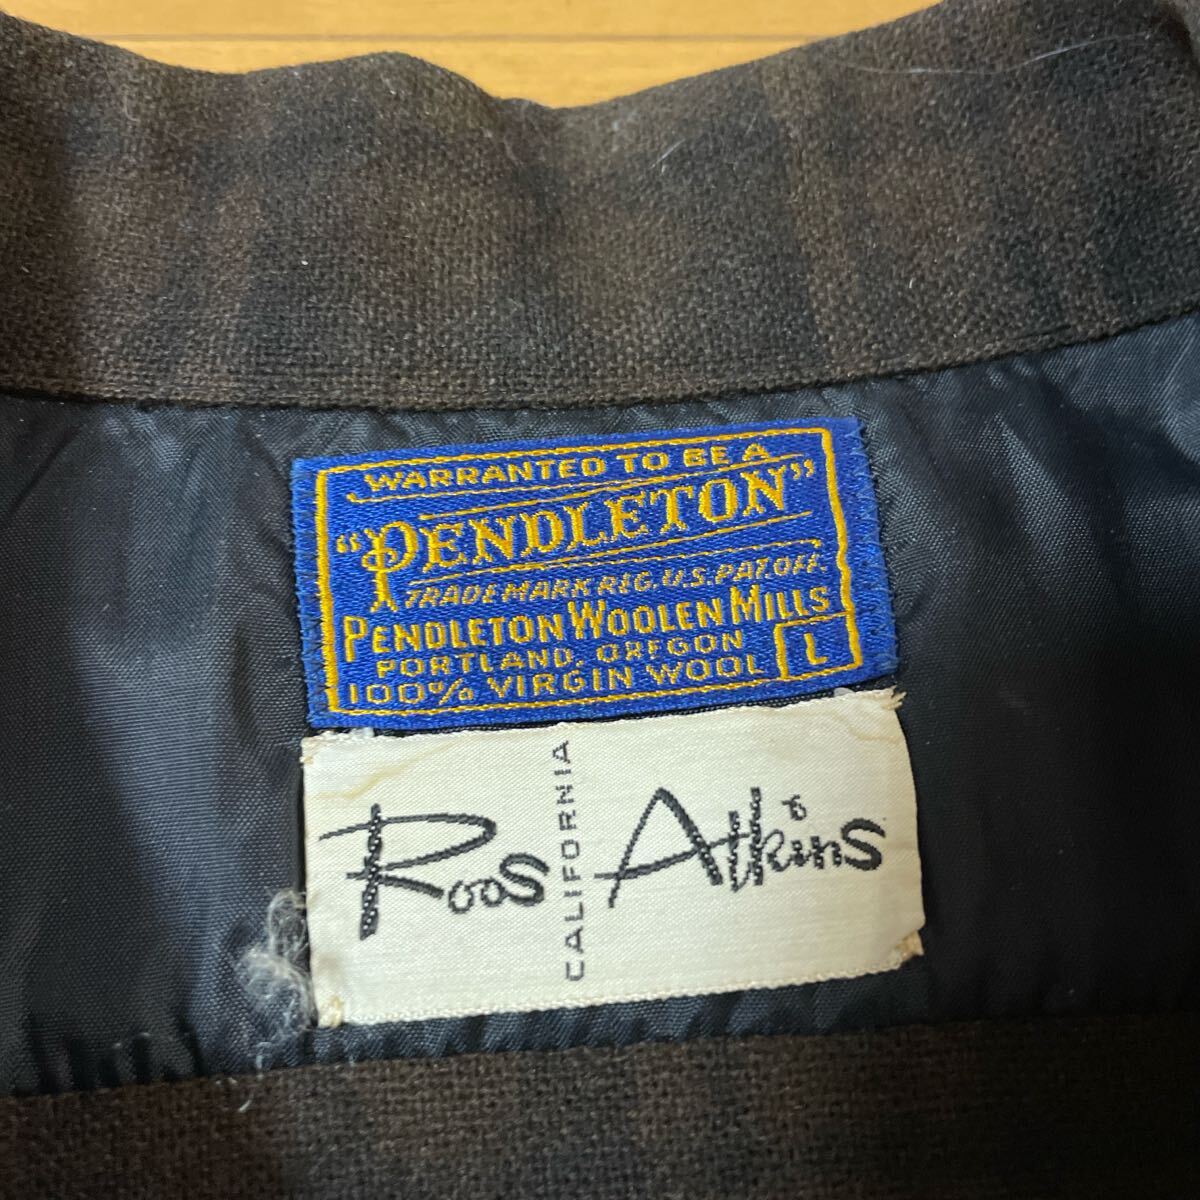 WARRANTED TO BE A
"PENDLETON"
TRADE MARK REG. U.S. PAT. OFF.
PENDLETON WOOLEN MILLS
PORTLAND, OREGON
100% VIRGIN WOOL
L
Roos Atkins
CALIFORNIA